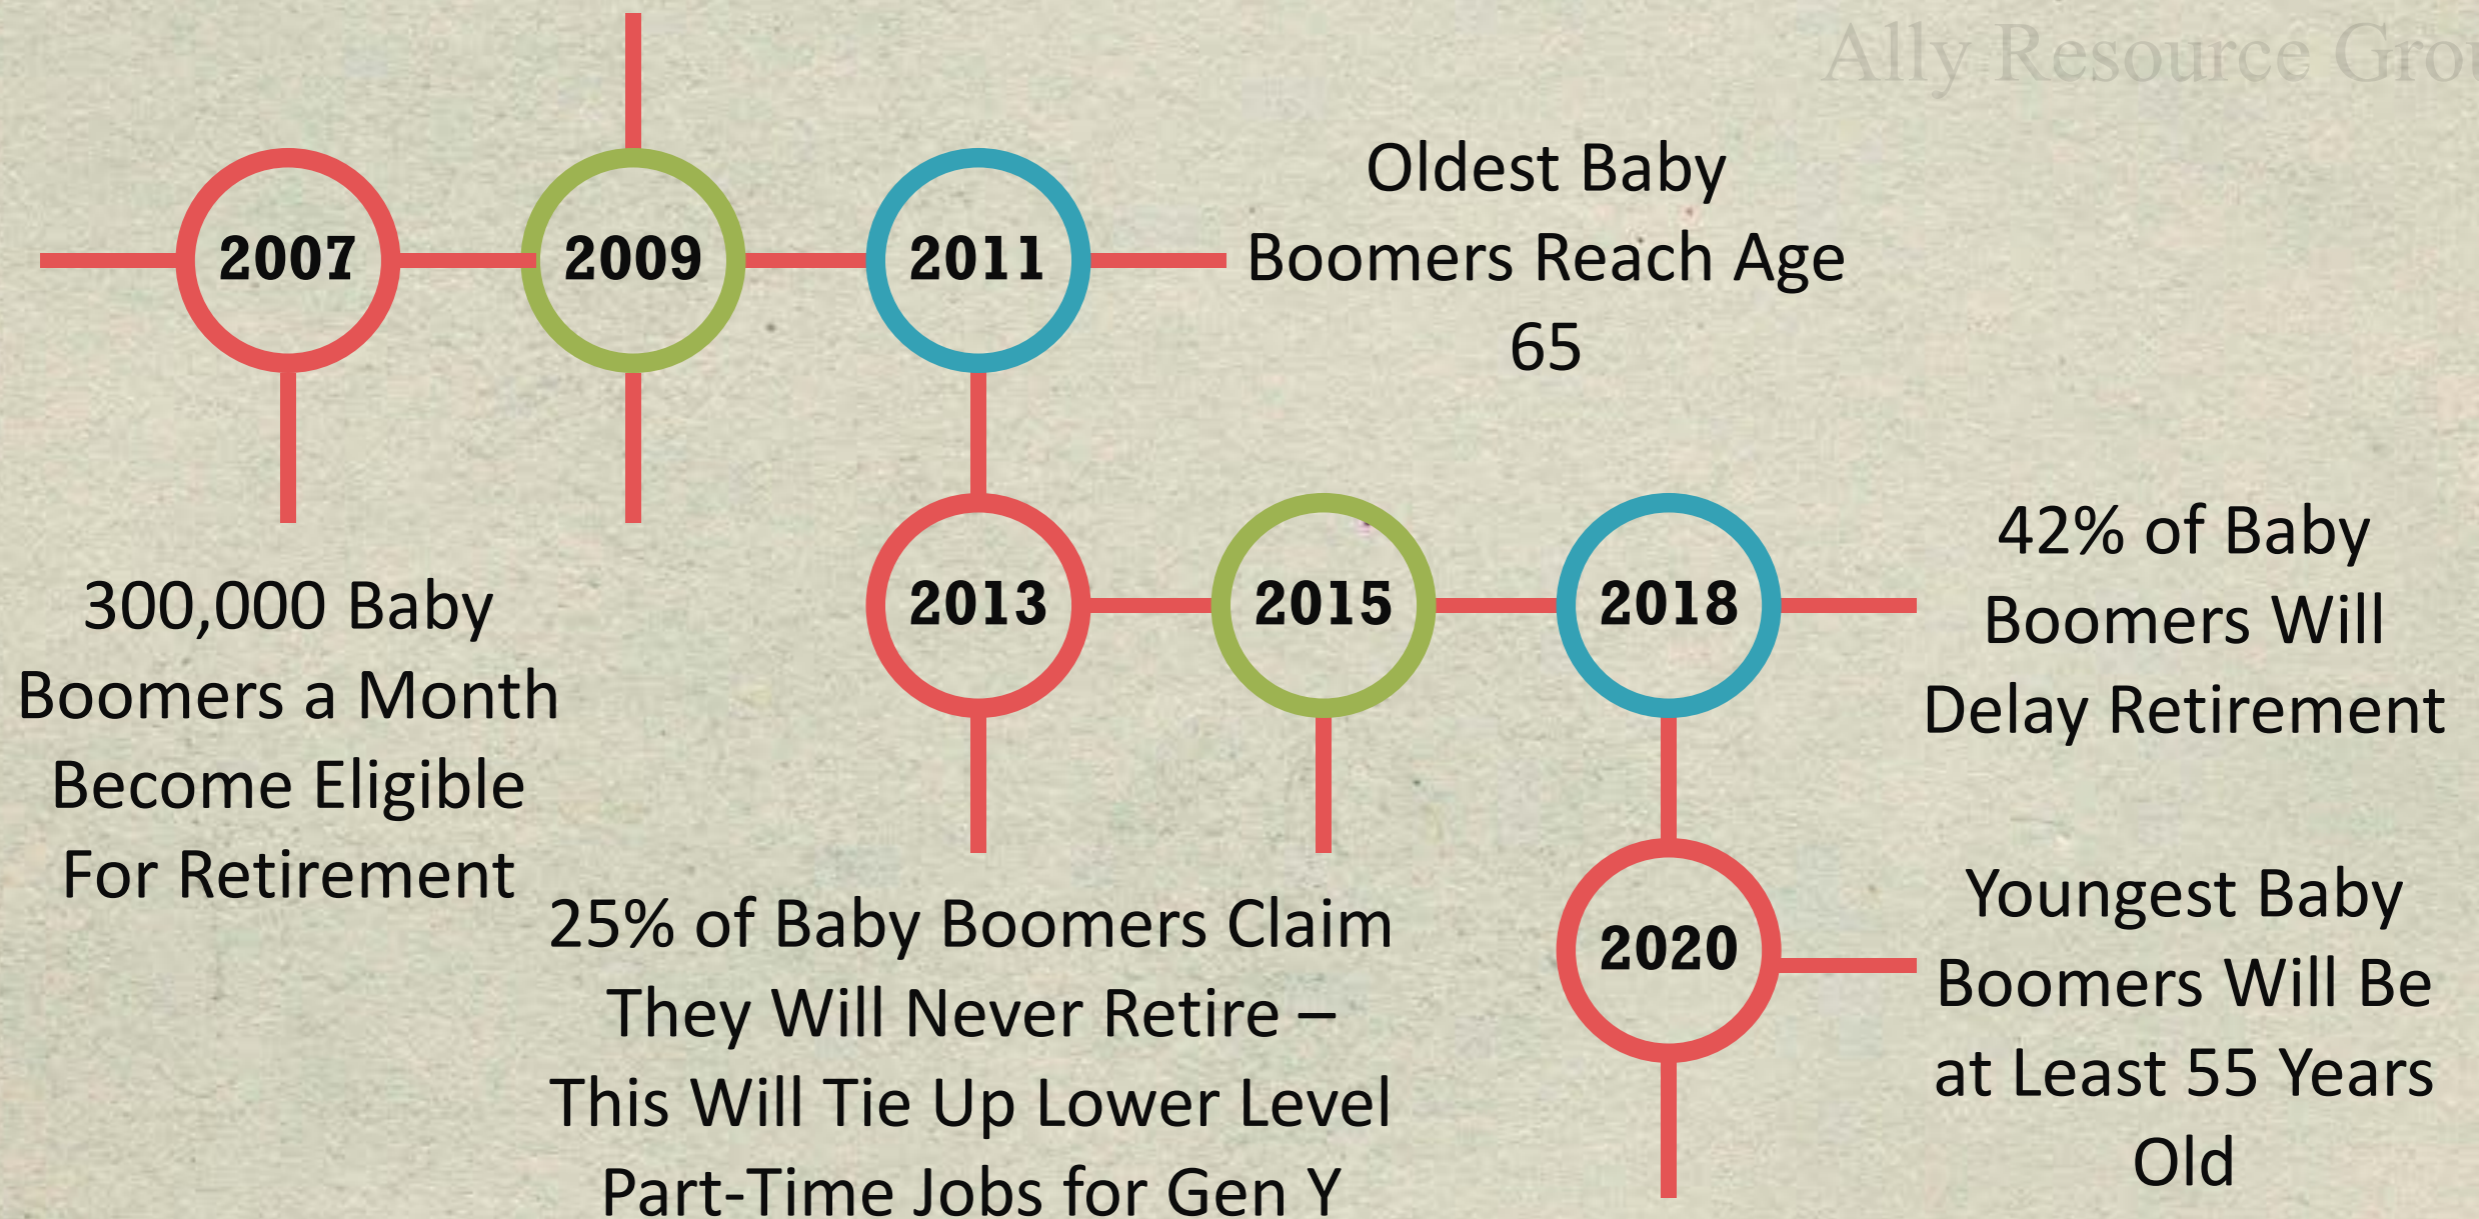 Ally Resource
2007
2009
2011
Oldest Baby
Boomers Reach Age
65
300,000 Baby
Boomers a Month
Become Eligible
For Retirement
2013
2015
2018
42% of Baby
Boomers Will
Delay Retirement
25% of Baby Boomers Claim
They Will Never Retire –
This Will Tie Up Lower Level
Part-Time Jobs for Gen Y
2020
Youngest Baby
Boomers Will Be
at Least 55 Years
Old